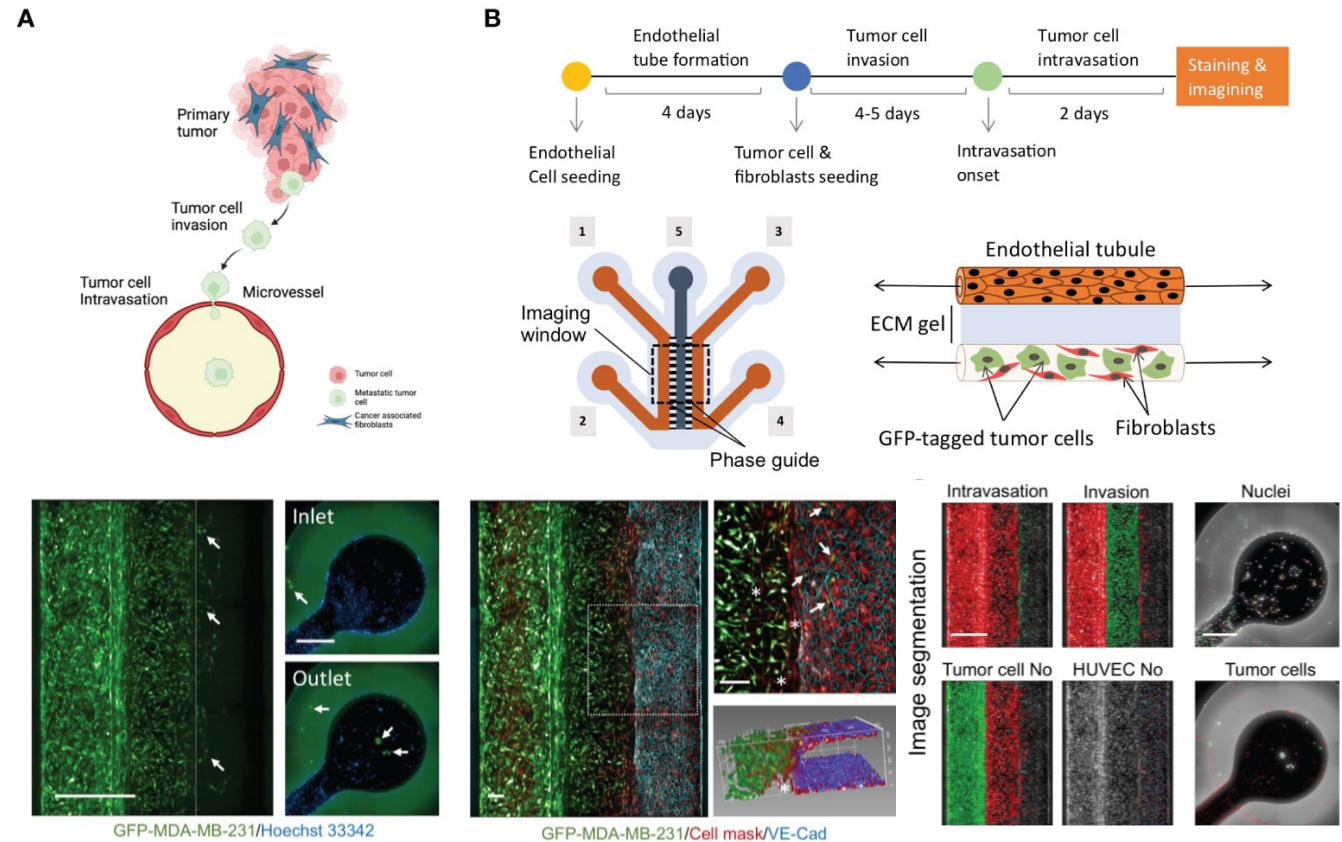 A
Primary
tumor
Tumor cell
invasion
Tumor cell
Intravasation
Microvessel
Tumor cell
Metastatic tumor
cell
Cancer associated
fibroblasts
B
Endothelial
tube formation
Tumor cell
invasion
Tumor cell
intravasation
Staining &
imagining
4 days
4-5 days
2 days
Endothelial
Cell seeding
Tumor cell &
fibroblasts seeding
Intravasation
onset
1
5
3
Imaging
window
2
4
Phase guide
Endothelial tubule
ECM gel
GFP-tagged tumor cells
Fibroblasts
Inlet
Outlet
GFP-MDA-MB-231/Hoechst 33342
* * *
*
GFP-MDA-MB-231/Cell mask/VE-Cad
Image segmentation
Intravasation
Invasion
Nuclei
Tumor cell No
HUVEC No
Tumor cells